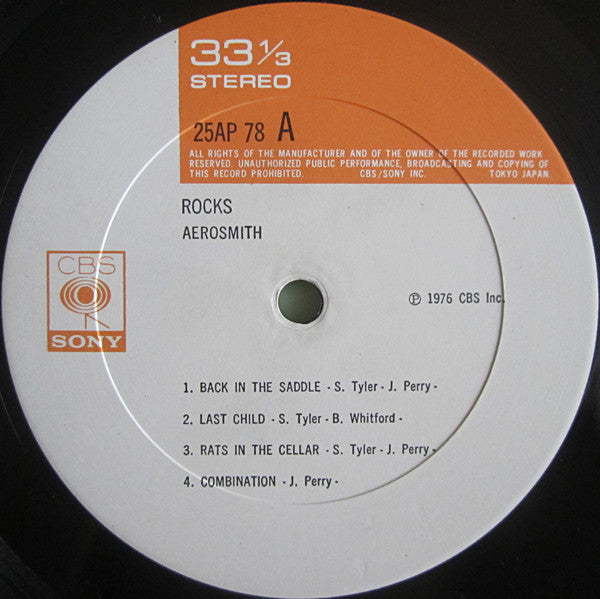 33 1/3
STEREO
25AP 78 A
ALL RIGHTS OF THE MANUFACTURER AND OF THE OWNER OF THE RECORDED WORK
RESERVED. UNAUTHORIZED PUBLIC PERFORMANCE, BROADCASTING AND COPYING OF
THIS RECORD PROHIBITED. CBS/SONY INC. TOKYO JAPAN.
ROCKS
AEROSMITH
CBS
SONY
℗ 1976 CBS Inc.
1. BACK IN THE SADDLE - S. Tyler - J. Perry -
2. LAST CHILD - S. Tyler - B. Whitford -
3. RATS IN THE CELLAR - S. Tyler - J. Perry -
4. COMBINATION - J. Perry -